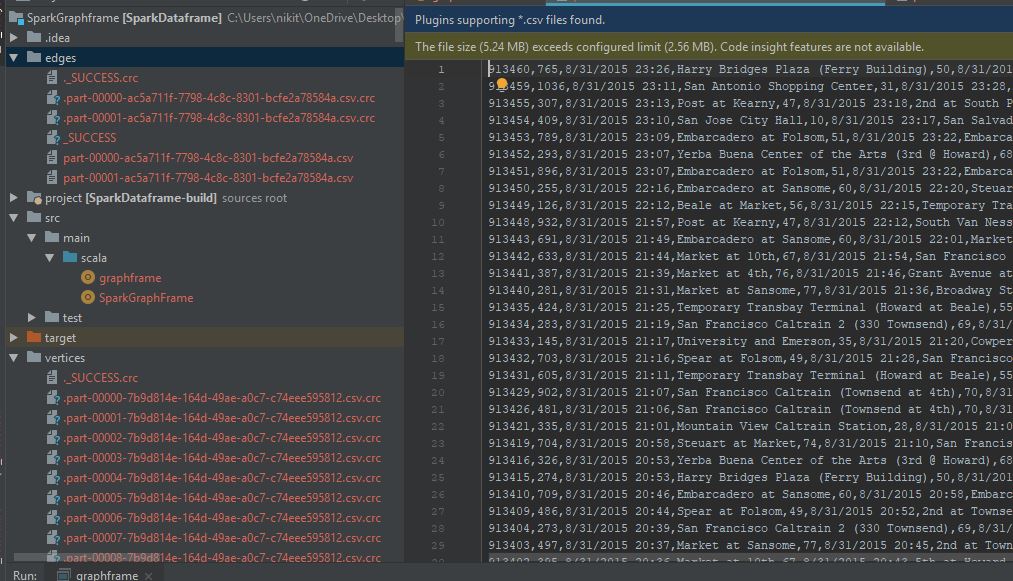 SparkGraphframe [SparkDataframe] C:\Users\nikit\OneDrive\Desktop\
.idea
edges
._SUCCESS.crc
.part-00000-ac5a711f-7798-4c8c-8301-bcfe2a78584a.csv.crc
.part-00001-ac5a711f-7798-4c8c-8301-bcfe2a78584a.csv.crc
_SUCCESS
part-00000-ac5a711f-7798-4c8c-8301-bcfe2a78584a.csv
part-00001-ac5a711f-7798-4c8c-8301-bcfe2a78584a.csv
project [SparkDataframe-build] sources root
src
main
scala
graphframe
SparkGraphFrame
test
target
vertices
._SUCCESS.crc
.part-00000-7b9d814e-164d-49ae-a0c7-c74eee595812.csv.crc
.part-00001-7b9d814e-164d-49ae-a0c7-c74eee595812.csv.crc
.part-00002-7b9d814e-164d-49ae-a0c7-c74eee595812.csv.crc
.part-00003-7b9d814e-164d-49ae-a0c7-c74eee595812.csv.crc
.part-00004-7b9d814e-164d-49ae-a0c7-c74eee595812.csv.crc
.part-00005-7b9d814e-164d-49ae-a0c7-c74eee595812.csv.crc
.part-00006-7b9d814e-164d-49ae-a0c7-c74eee595812.csv.crc
.part-00007-7b9d814e-164d-49ae-a0c7-c74eee595812.csv.crc
.part-00008-7b9d814e-164d-49ae-a0c7-c74eee595812.csv.crc
Plugins supporting *.csv files found.
The file size (5.24 MB) exceeds configured limit (2.56 MB). Code insight features are not available.
1 913460,765,8/31/2015 23:26,Harry Bridges Plaza (Ferry Building),50,8/31/201
2 913459,1036,8/31/2015 23:11,San Antonio Shopping Center,31,8/31/2015 23:28,
3 913455,307,8/31/2015 23:13,Post at Kearny,47,8/31/2015 23:18,2nd at South P
4 913454,409,8/31/2015 23:10,San Jose City Hall,10,8/31/2015 23:17,San Salvad
5 913453,789,8/31/2015 23:09,Embarcadero at Folsom,51,8/31/2015 23:22,Embarca
6 913452,293,8/31/2015 23:07,Yerba Buena Center of the Arts (3rd @ Howard),68
7 913451,896,8/31/2015 23:07,Embarcadero at Folsom,51,8/31/2015 23:22,Embarca
8 913450,255,8/31/2015 22:16,Embarcadero at Sansome,60,8/31/2015 22:20,Steuar
9 913449,126,8/31/2015 22:12,Beale at Market,56,8/31/2015 22:15,Temporary Tra
10 913448,932,8/31/2015 21:57,Post at Kearny,47,8/31/2015 22:12,South Van Ness
11 913443,691,8/31/2015 21:49,Embarcadero at Sansome,60,8/31/2015 22:01,Market
12 913442,633,8/31/2015 21:44,Market at 10th,67,8/31/2015 21:54,San Francisco
13 913441,387,8/31/2015 21:39,Market at 4th,76,8/31/2015 21:46,Grant Avenue at
14 913440,281,8/31/2015 21:31,Market at Sansome,77,8/31/2015 21:36,Broadway St
15 913435,424,8/31/2015 21:25,Temporary Transbay Terminal (Howard at Beale),55
16 913434,283,8/31/2015 21:19,San Francisco Caltrain 2 (330 Townsend),69,8/31/
17 913433,145,8/31/2015 21:17,University and Emerson,35,8/31/2015 21:20,Cowper
18 913432,703,8/31/2015 21:16,Spear at Folsom,49,8/31/2015 21:28,San Francisco
19 913431,605,8/31/2015 21:11,Temporary Transbay Terminal (Howard at Beale),55
20 913429,902,8/31/2015 21:07,San Francisco Caltrain (Townsend at 4th),70,8/31
21 913426,481,8/31/2015 21:06,San Francisco Caltrain (Townsend at 4th),70,8/31
22 913421,335,8/31/2015 21:01,Mountain View Caltrain Station,28,8/31/2015 21:0
23 913419,704,8/31/2015 20:58,Steuart at Market,74,8/31/2015 21:10,San Francis
24 913416,326,8/31/2015 20:53,Yerba Buena Center of the Arts (3rd @ Howard),68
25 913415,274,8/31/2015 20:53,Harry Bridges Plaza (Ferry Building),50,8/31/201
26 913410,709,8/31/2015 20:46,Embarcadero at Sansome,60,8/31/2015 20:58,Embarc
27 913409,486,8/31/2015 20:44,Spear at Folsom,49,8/31/2015 20:52,2nd at Townse
28 913404,273,8/31/2015 20:39,San Francisco Caltrain 2 (330 Townsend),69,8/31/
29 913403,497,8/31/2015 20:37,Market at Sansome,77,8/31/2015 20:45,2nd at Town
Run: graphframe